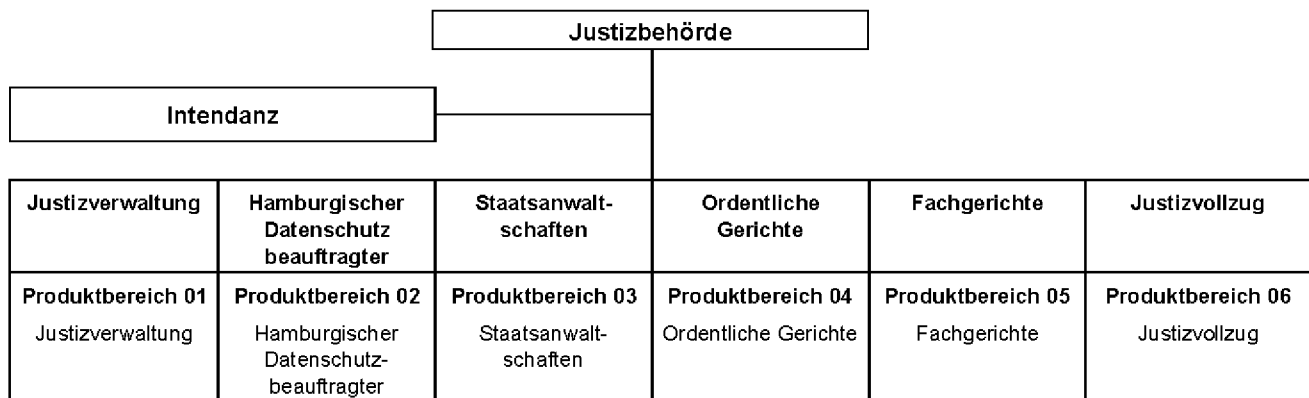 Justizbehörde
Intendanz
Justizverwaltung
Hamburgischer
Datenschutz
beauftragter
Staatsanwalt-
schaften
Ordentliche
Gerichte
Fachgerichte
Justizvollzug
Produktbereich 01
Justizverwaltung
Produktbereich 02
Hamburgischer
Datenschutz-
beauftragter
Produktbereich 03
Staatsanwalt-
schaften
Produktbereich 04
Ordentliche Gerichte
Produktbereich 05
Fachgerichte
Produktbereich 06
Justizvollzug